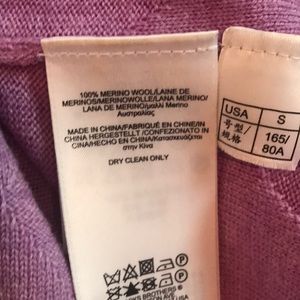 100% MERINO WOOL/LAINE DE
MERINOS/MERINOWOLLE/LANA MERINO/
LANA DE MERINO/μαλλί Merino
Αυστραλίας
MADE IN CHINA/FABRIQUÉ EN CHINE/IN
CHINA HERGESTELLT/CONFEZIONATO IN
CINA/HECHO EN CHINA/Κατασκευάζεται
στην Κίνα
DRY CLEAN ONLY
BROTHERS
USA S
号型/规格 165/80A